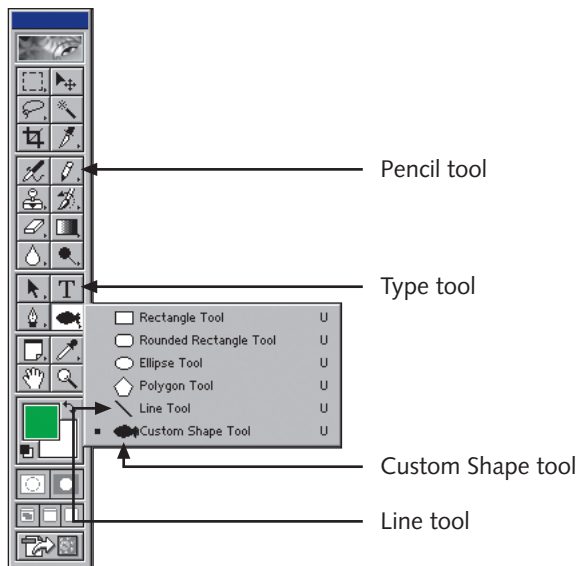 Pencil tool
Type tool
Rectangle Tool U
Rounded Rectangle Tool U
Ellipse Tool U
Polygon Tool U
Line Tool U
Custom Shape Tool U
Custom Shape tool
Line tool